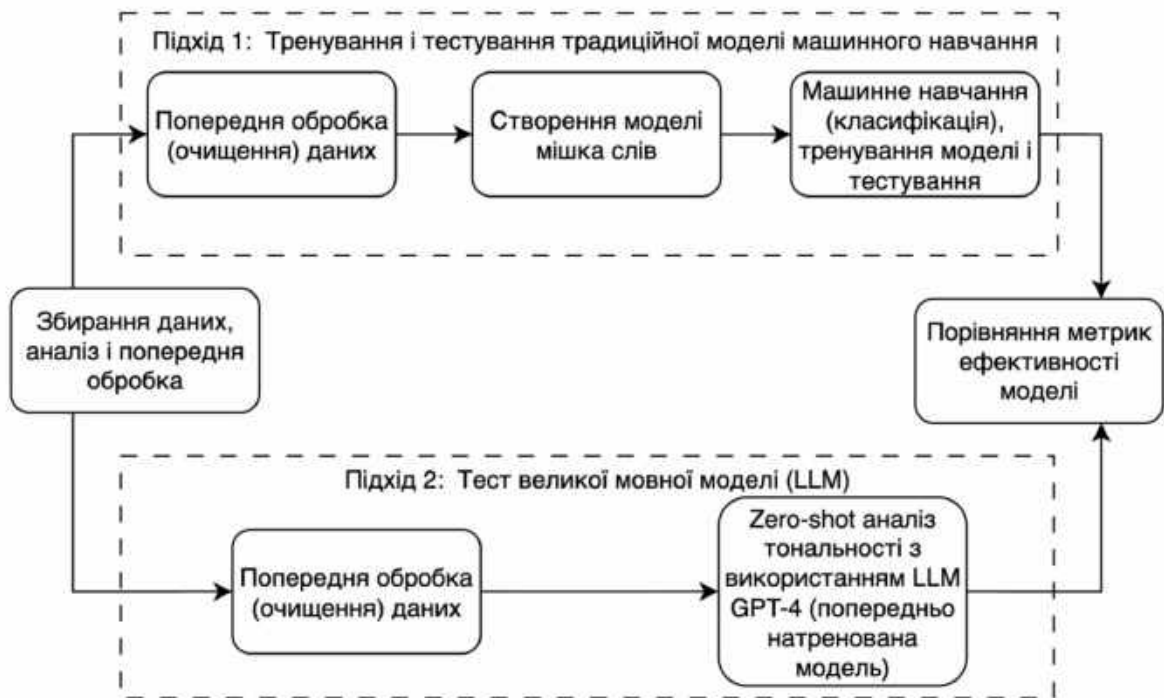 Підхід 1: Тренування і тестування традиційної моделі машинного навчання
Попередня обробка
(очищення) даних
Створення моделі
мішка слів
Машинне навчання
(класифікація),
тренування моделі і
тестування
Збирання даних,
аналіз і попередня
обробка
Порівняння метрик
ефективності
моделі
Підхід 2: Тест великої мовної моделі (LLM)
Попередня обробка
(очищення) даних
Zero-shot аналіз
тональності з
використанням LLM
GPT-4 (попередньо
натренована
модель)